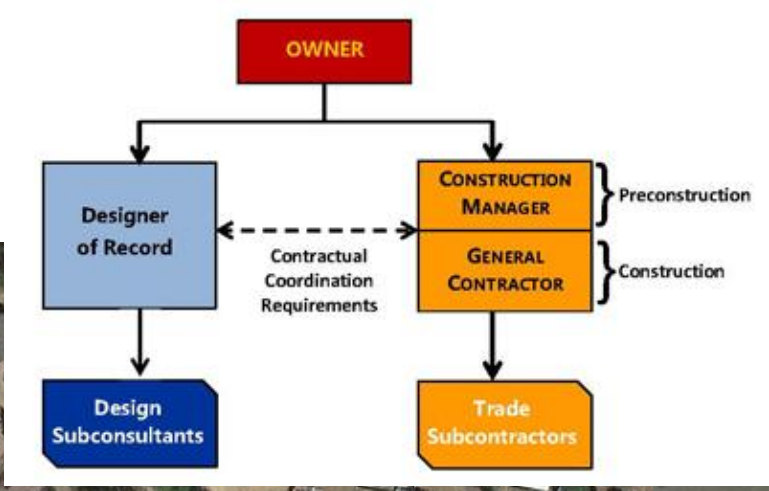 OWNER
Designer
of Record
Contractual
Coordination
Requirements
CONSTRUCTION
MANAGER
GENERAL
CONTRACTOR
Preconstruction
Construction
Design
Subconsultants
Trade
Subcontractors